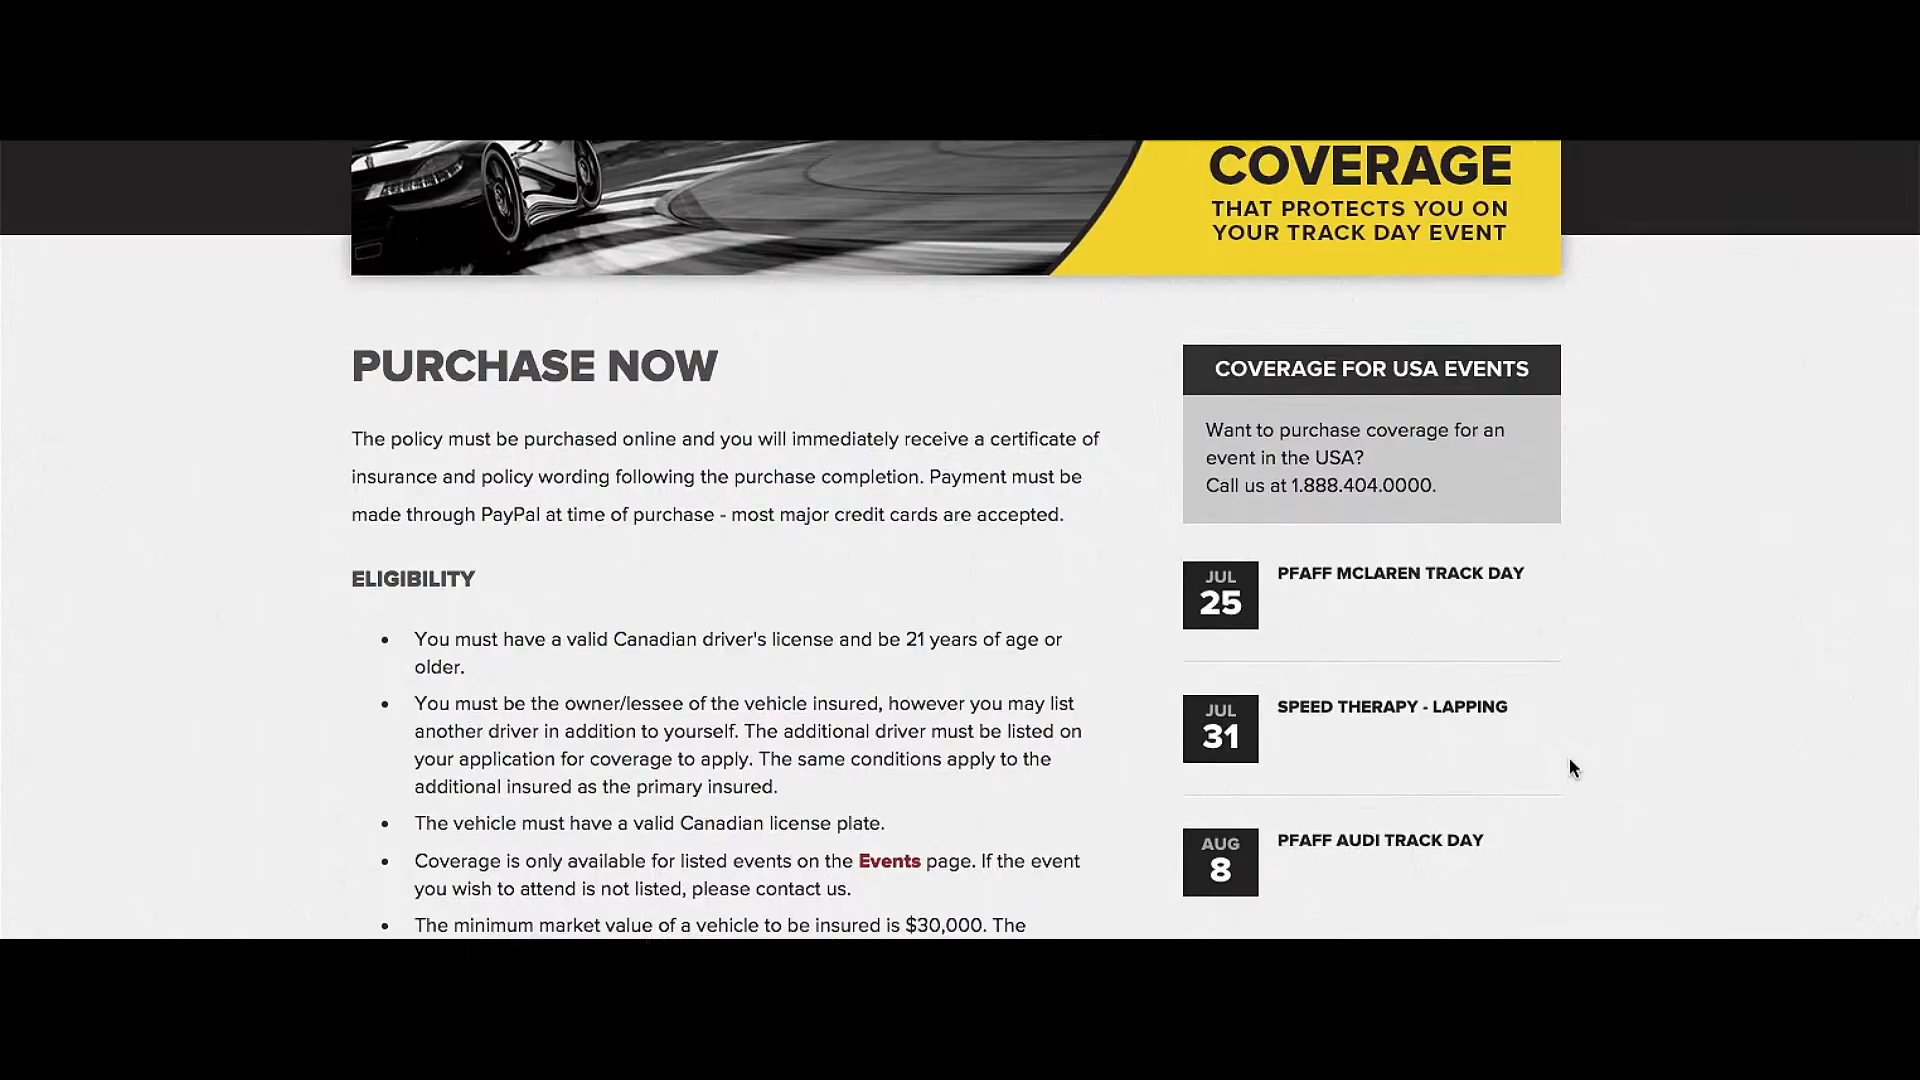 COVERAGE
THAT PROTECTS YOU ON
YOUR TRACK DAY EVENT
PURCHASE NOW
The policy must be purchased online and you will immediately receive a certificate of
insurance and policy wording following the purchase completion. Payment must be
made through PayPal at time of purchase - most major credit cards are accepted.
ELIGIBILITY
• You must have a valid Canadian driver's license and be 21 years of age or
older.
• You must be the owner/lessee of the vehicle insured, however you may list
another driver in addition to yourself. The additional driver must be listed on
your application for coverage to apply. The same conditions apply to the
additional insured as the primary insured.
• The vehicle must have a valid Canadian license plate.
• Coverage is only available for listed events on the Events page. If the event
you wish to attend is not listed, please contact us.
• The minimum market value of a vehicle to be insured is $30,000. The
COVERAGE FOR USA EVENTS
Want to purchase coverage for an
event in the USA?
Call us at 1.888.404.0000.
JUL
25
PFAFF MCLAREN TRACK DAY
JUL
31
SPEED THERAPY - LAPPING
AUG
8
PFAFF AUDI TRACK DAY